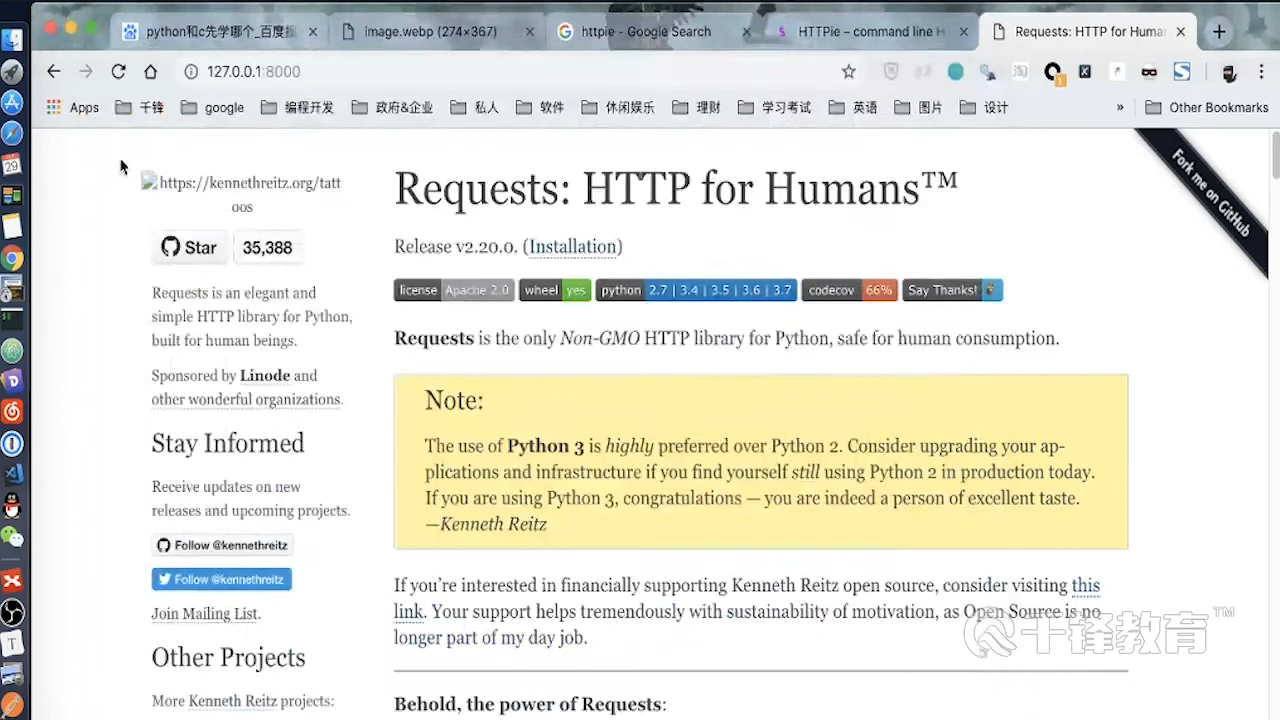 python和c先学哪个_百度搜
image.webp (274×367)
httpie - Google Search
HTTPie – command line H
Requests: HTTP for Humar
127.0.0.1:8000
Apps
千锋
google
编程开发
政府&企业
私人
软件
休闲娱乐
理财
学习考试
英语
图片
设计
»
Other Bookmarks
29
1
Fork me on GitHub
https://kennethreitz.org/tatt
oos
Star
35,388
Requests is an elegant and
simple HTTP library for Python,
built for human beings.
Sponsored by Linode and
other wonderful organizations.
Stay Informed
Receive updates on new
releases and upcoming projects.
Follow @kennethreitz
Follow @kennethreitz
Join Mailing List.
Other Projects
More Kenneth Reitz projects:
Requests: HTTP for Humans™
Release v2.20.0. (Installation)
license Apache 2.0
wheel yes
python 2.7 | 3.4 | 3.5 | 3.6 | 3.7
codecov 66%
Say Thanks!
Requests is the only Non-GMO HTTP library for Python, safe for human consumption.
Note:
The use of Python 3 is highly preferred over Python 2. Consider upgrading your ap-
plications and infrastructure if you find yourself still using Python 2 in production today.
If you are using Python 3, congratulations — you are indeed a person of excellent taste.
—Kenneth Reitz
If you’re interested in financially supporting Kenneth Reitz open source, consider visiting this
link. Your support helps tremendously with sustainability of motivation, as Open Source is no
longer part of my day job.
千锋教育™
Behold, the power of Requests: